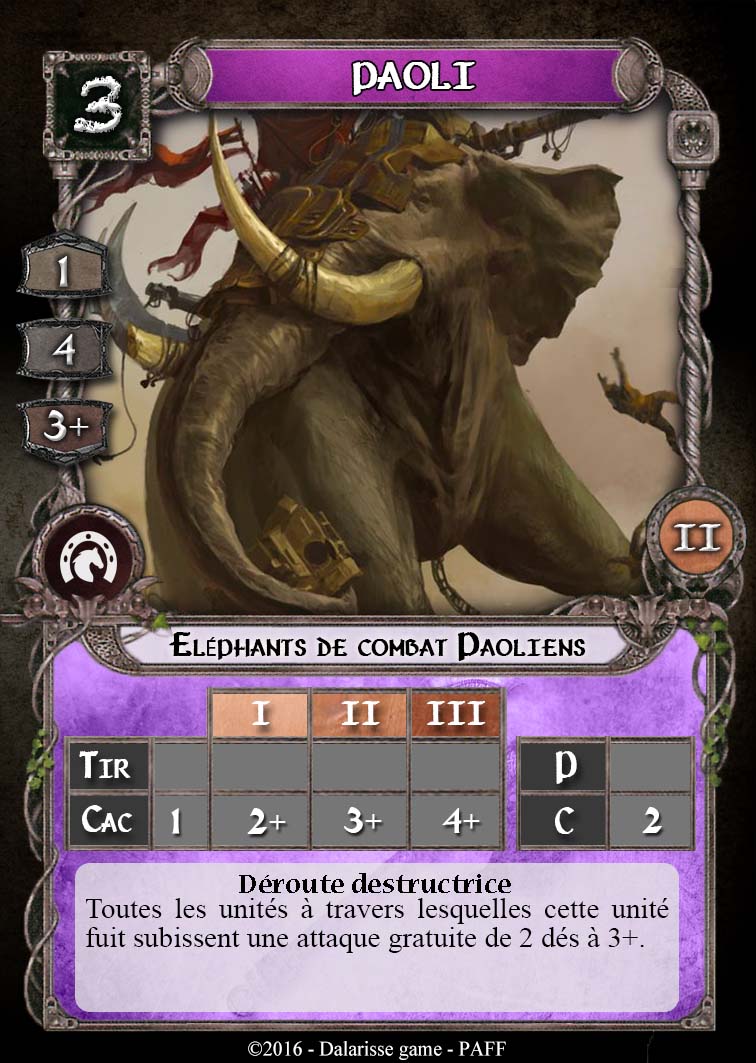 PAOLI
3
1
4
3+
II
Eléphants de combat Paoliens
I II III
Tir P
Cac 1 2+ 3+ 4+ C 2
Déroute destructrice
Toutes les unités à travers lesquelles cette unité
fuit subissent une attaque gratuite de 2 dés à 3+.
©2016 - Dalarisse game - PAFF